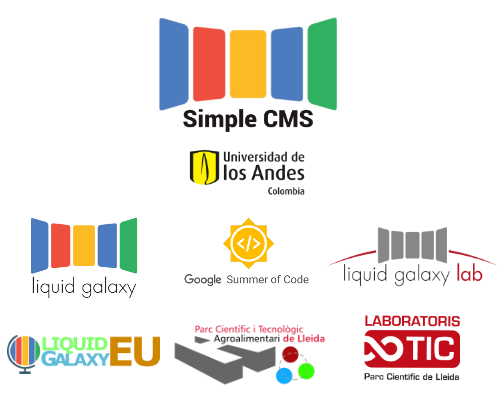 Simple CMS
Universidad de
los Andes
Colombia
liquid galaxy
Google Summer of Code
liquid galaxy lab
LIQUID
GALAXY EU
Parc Científic i Tecnològic
Agroalimentari de Lleida
LABORATORIS
TIC
Parc Científic de Lleida